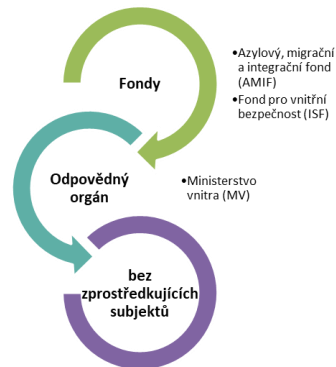 Fondy
•Azylový, migrační
a integrační fond
(AMIF)
•Fond pro vnitřní
bezpečnost (ISF)
Odpovědný
orgán
•Ministerstvo
vnitra (MV)
bez
zprostředkujících
subjektů